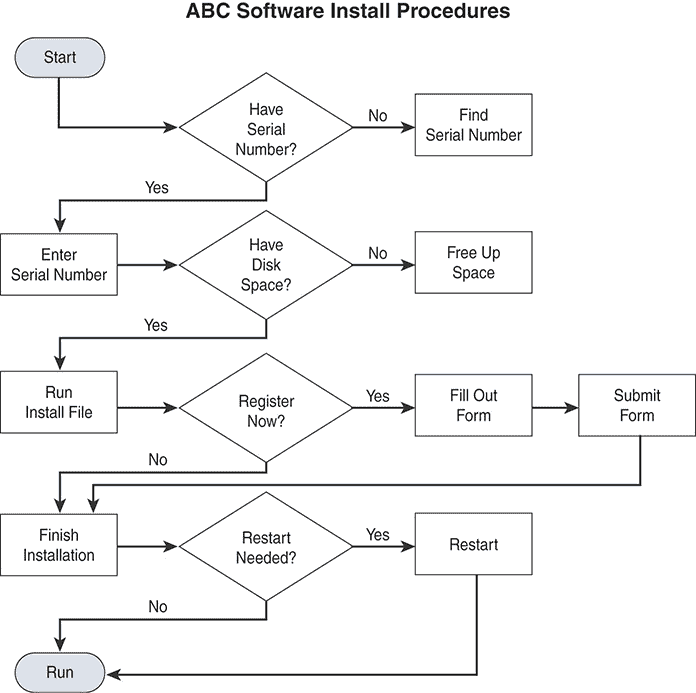 ABC Software Install Procedures
Start
Have
Serial
Number?
No
Find
Serial Number
Yes
Enter
Serial Number
Have
Disk
Space?
No
Free Up
Space
Yes
Run
Install File
Register
Now?
Yes
Fill Out
Form
Submit
Form
No
Finish
Installation
Restart
Needed?
Yes
Restart
No
Run